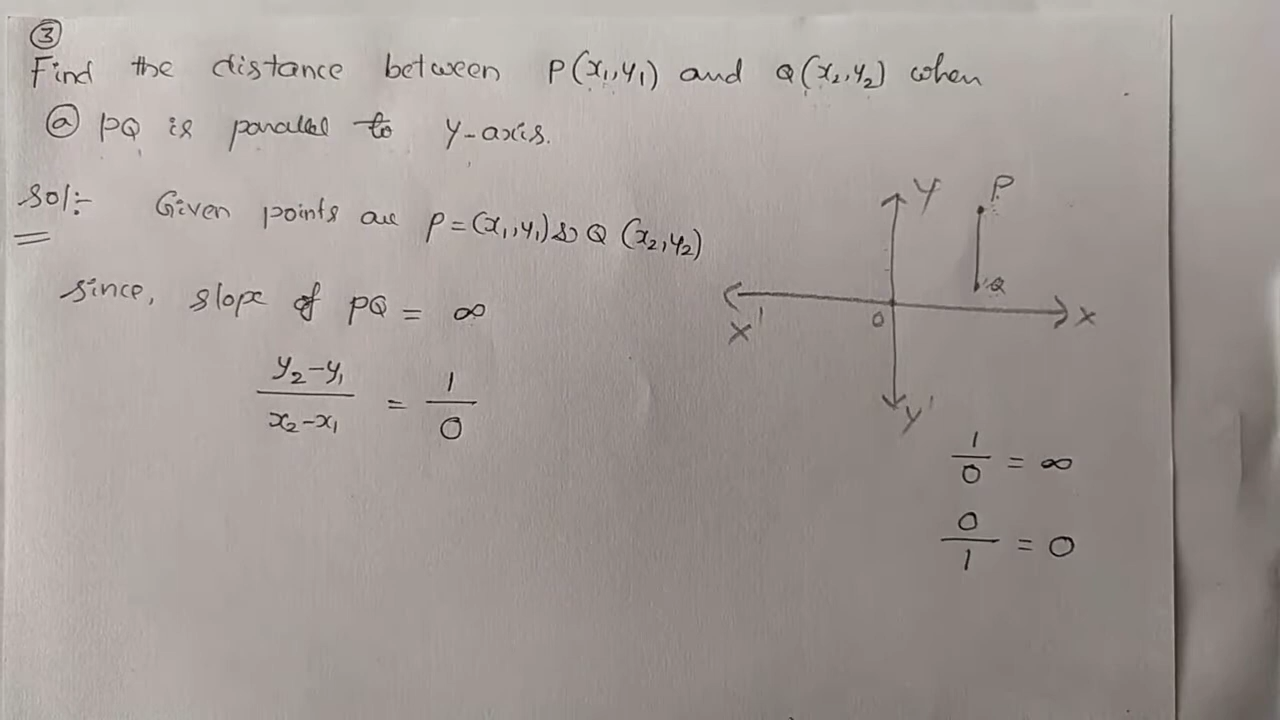 ③
Find the distance between P(x₁,y₁) and Q(x₂,y₂) when
ⓐ PQ is parallel to y-axis.
Sol:- Given points are P=(x₁,y₁) & Q (x₂,y₂)
since, slope of PQ = ∞
y₂-y₁ / x₂-x₁ = 1/0
Y
P
Q
X'
O
X
Y'
1/0 = ∞
0/1 = 0